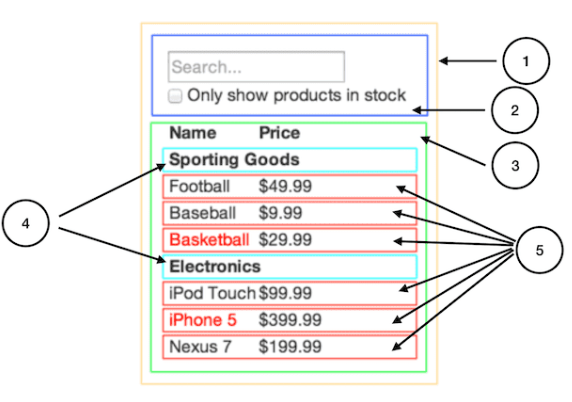 Search...
Only show products in stock
Name Price
Sporting Goods
Football $49.99
Baseball $9.99
Basketball $29.99
Electronics
iPod Touch $99.99
iPhone 5 $399.99
Nexus 7 $199.99
1
2
3
4
5